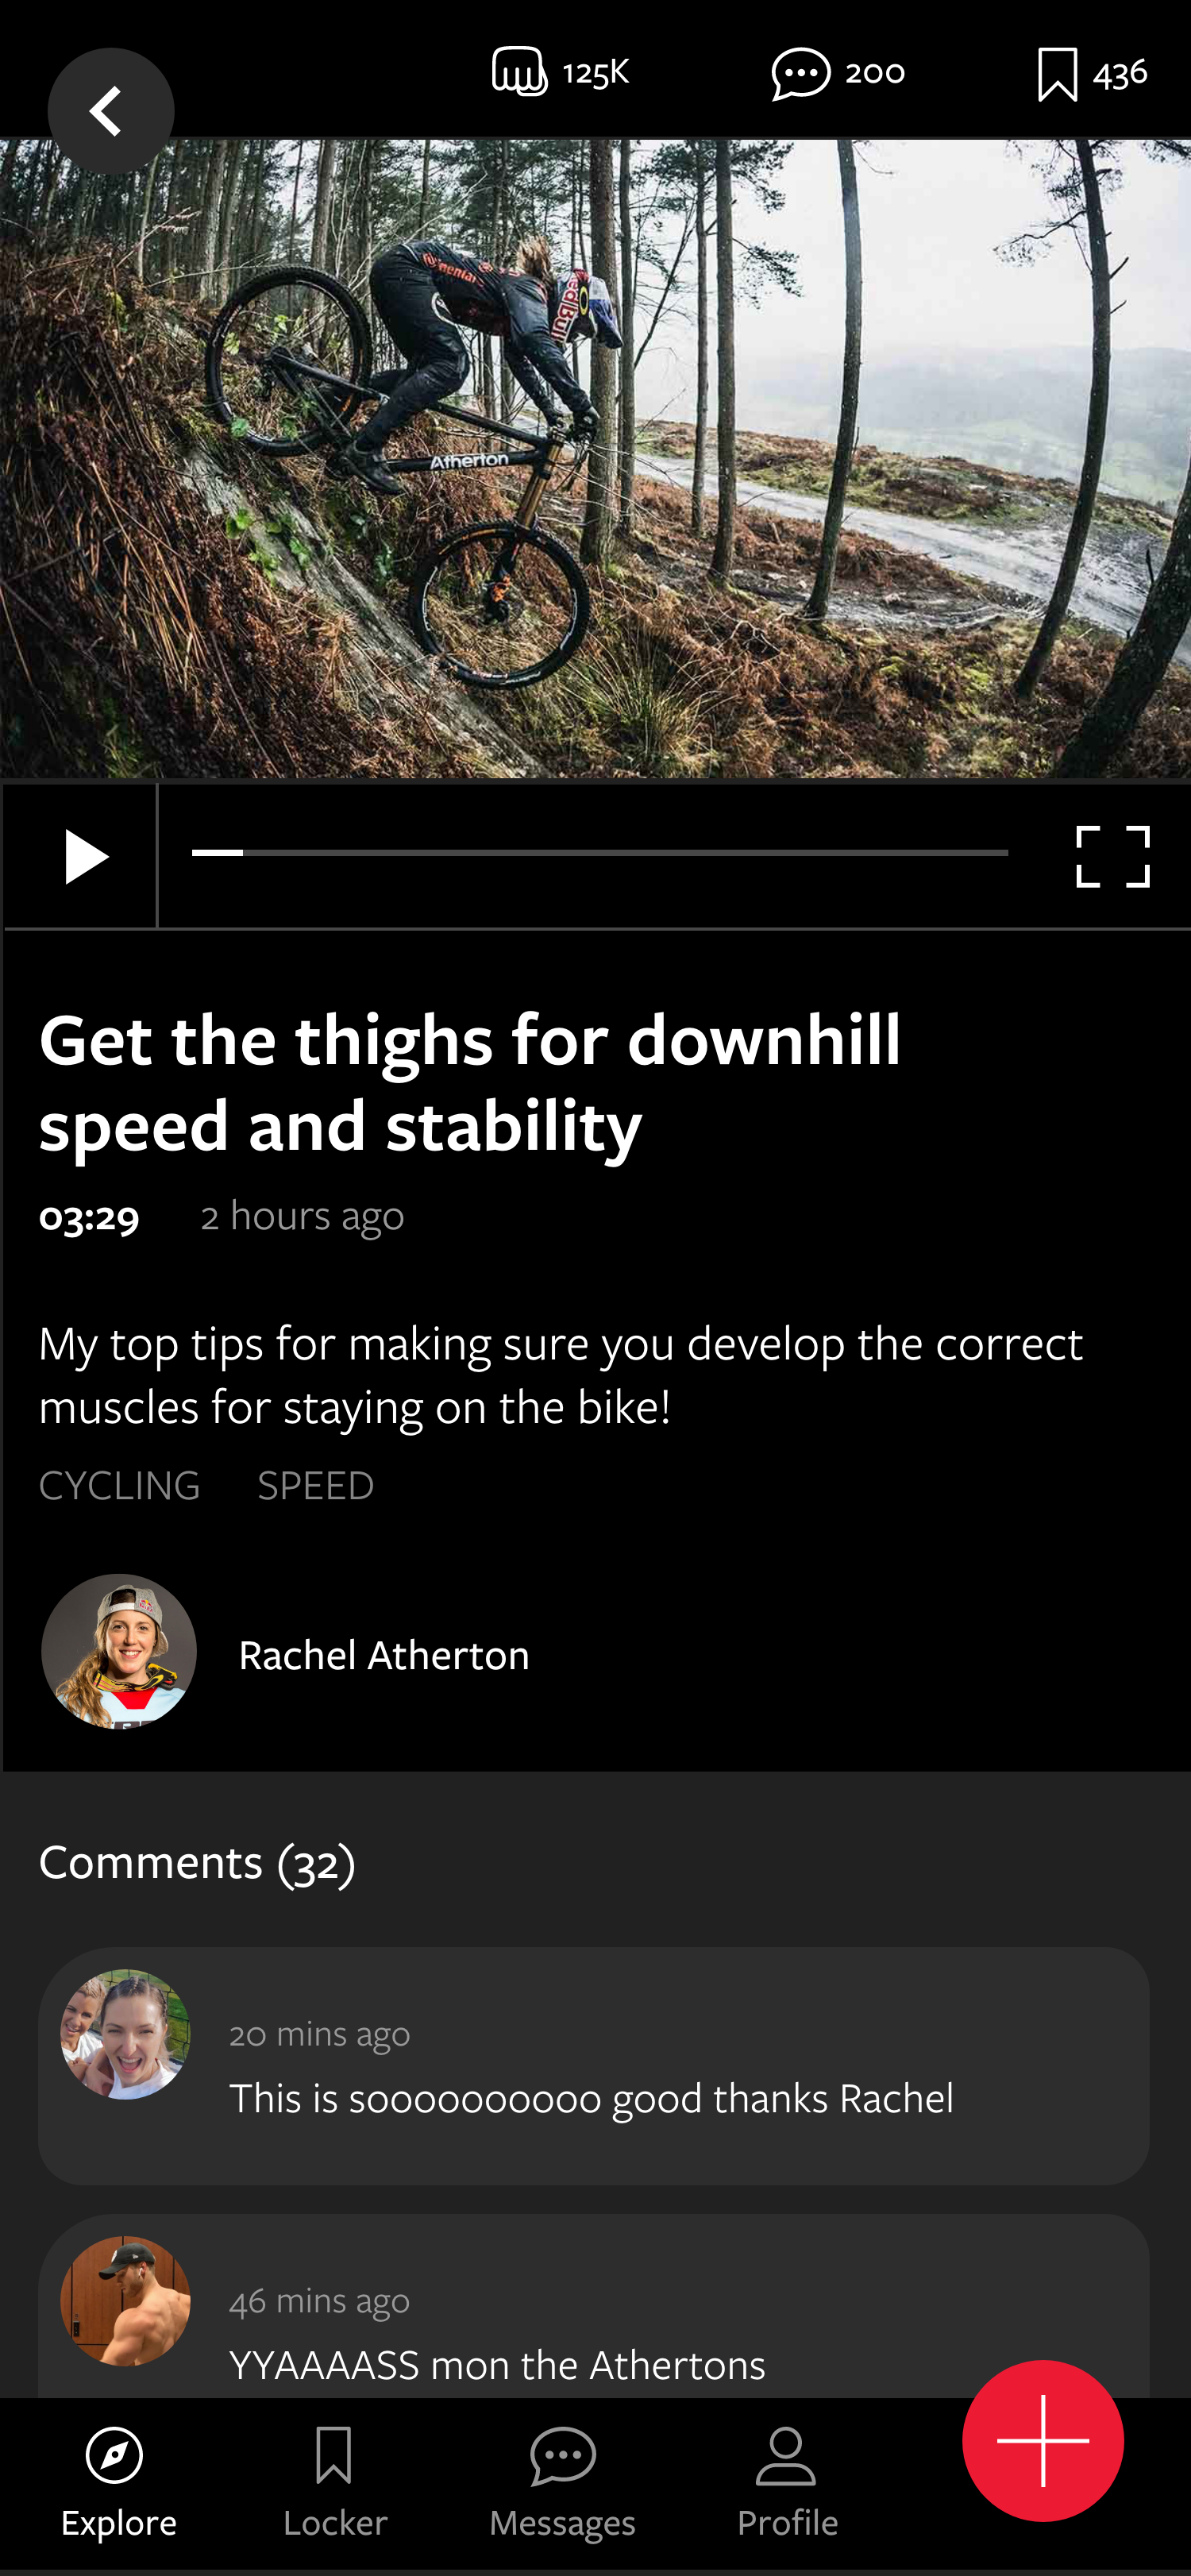 125K
200
436
RedBull
Atherton
Get the thighs for downhill
speed and stability
03:29 2 hours ago
My top tips for making sure you develop the correct
muscles for staying on the bike!
CYCLING SPEED
Rachel Atherton
Comments (32)
20 mins ago
This is soooooooooo good thanks Rachel
46 mins ago
YYAAAASS mon the Athertons
Explore
Locker
Messages
Profile